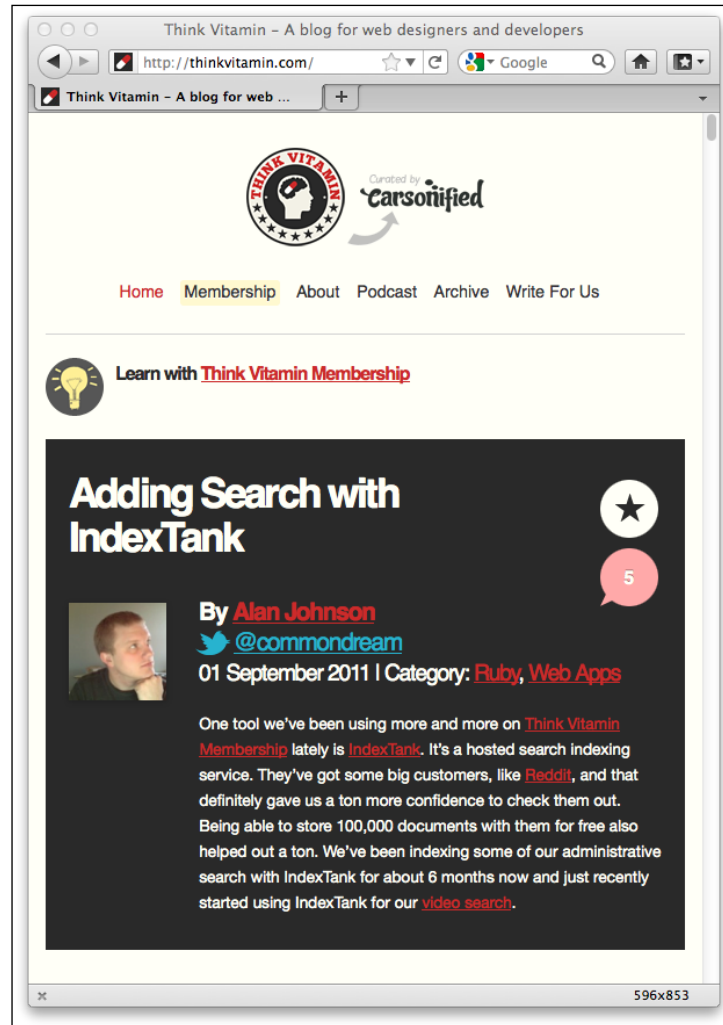 Think Vitamin – A blog for web designers and developers
http://thinkvitamin.com/
Google
Think Vitamin – A blog for web ...
THINK VITAMIN
Curated by
Carsonified
Home Membership About Podcast Archive Write For Us
Learn with Think Vitamin Membership
Adding Search with
IndexTank
5
By Alan Johnson
@commondream
01 September 2011 | Category: Ruby, Web Apps
One tool we've been using more and more on Think Vitamin
Membership lately is IndexTank. It's a hosted search indexing
service. They've got some big customers, like Reddit, and that
definitely gave us a ton more confidence to check them out.
Being able to store 100,000 documents with them for free also
helped out a ton. We've been indexing some of our administrative
search with IndexTank for about 6 months now and just recently
started using IndexTank for our video search.
596x853